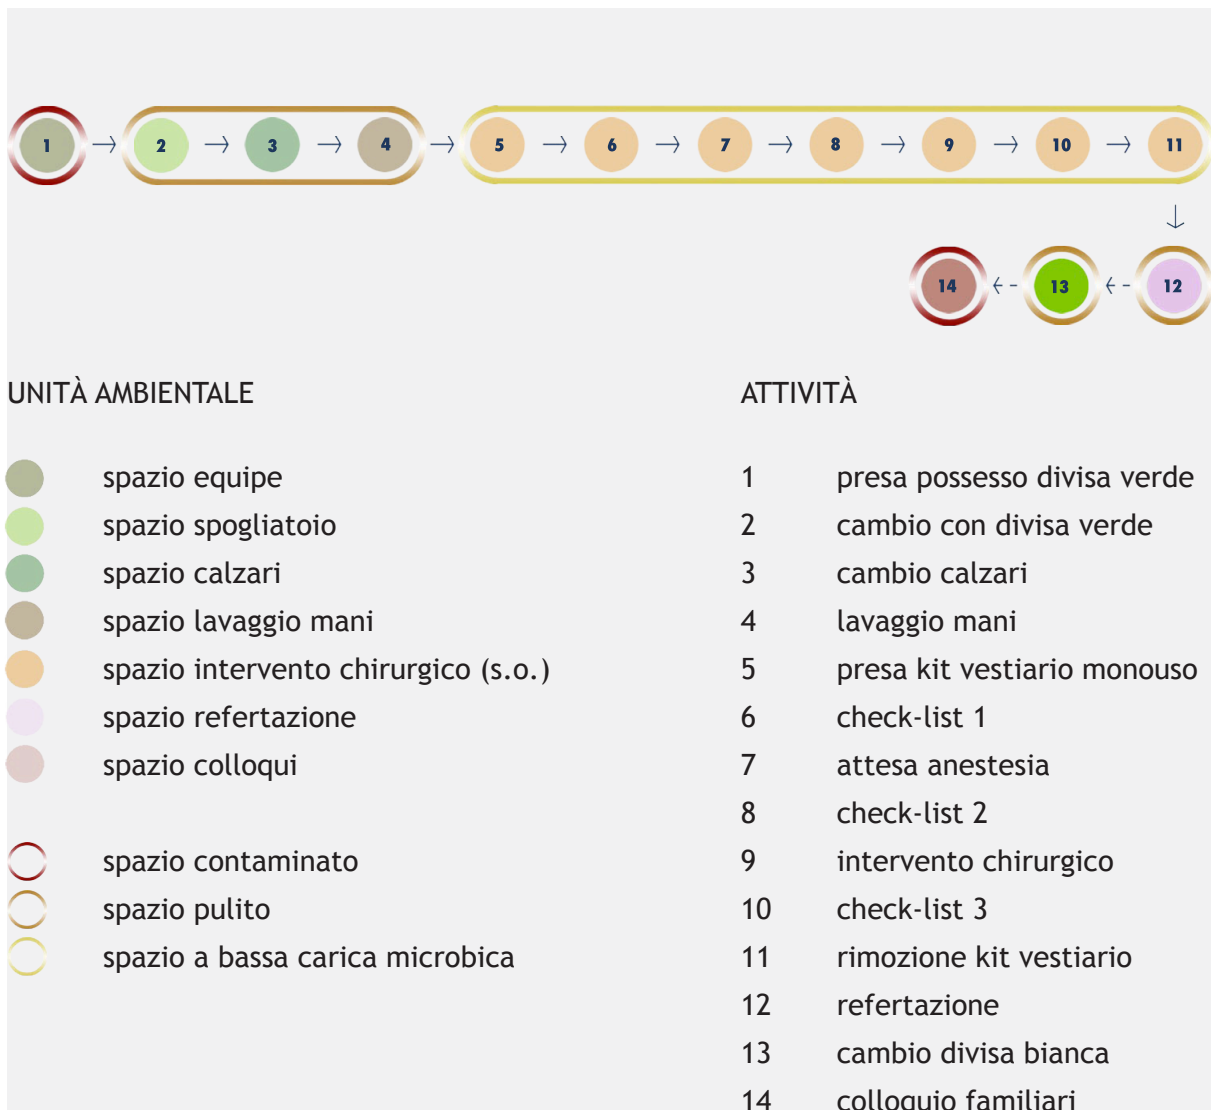 1 → 2 → 3 → 4 → 5 → 6 → 7 → 8 → 9 → 10 → 11
↓
14 ← 13 ← 12
UNITÀ AMBIENTALE
spazio equipe
spazio spogliatoio
spazio calzari
spazio lavaggio mani
spazio intervento chirurgico (s.o.)
spazio refertazione
spazio colloqui
spazio contaminato
spazio pulito
spazio a bassa carica microbica
ATTIVITÀ
1 presa possesso divisa verde
2 cambio con divisa verde
3 cambio calzari
4 lavaggio mani
5 presa kit vestiario monouso
6 check-list 1
7 attesa anestesia
8 check-list 2
9 intervento chirurgico
10 check-list 3
11 rimozione kit vestiario
12 refertazione
13 cambio divisa bianca
14 colloquio familiari